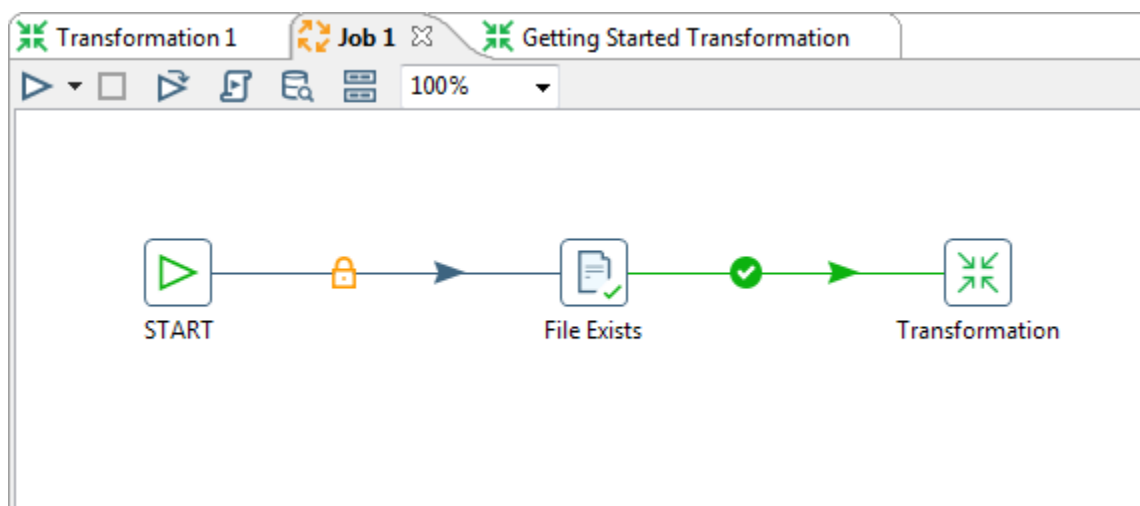 Transformation 1
Job 1
Getting Started Transformation
100%
START
File Exists
Transformation